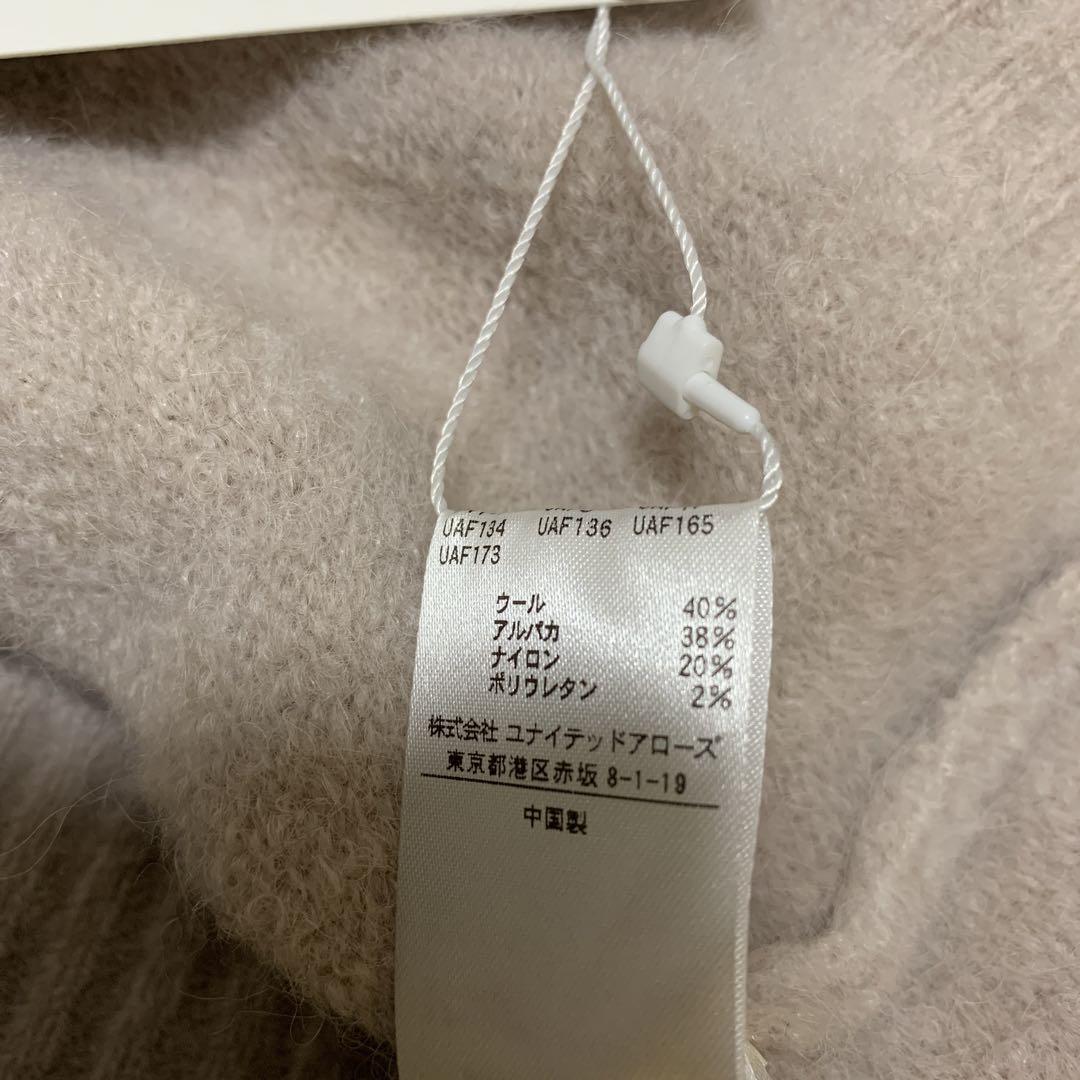 UAF134 UAF136 UAF165
UAF173
ウール 40%
アルパカ 38%
ナイロン 20%
ポリウレタン 2%
株式会社 ユナイテッドアローズ
東京都港区赤坂 8-1-19
中国製